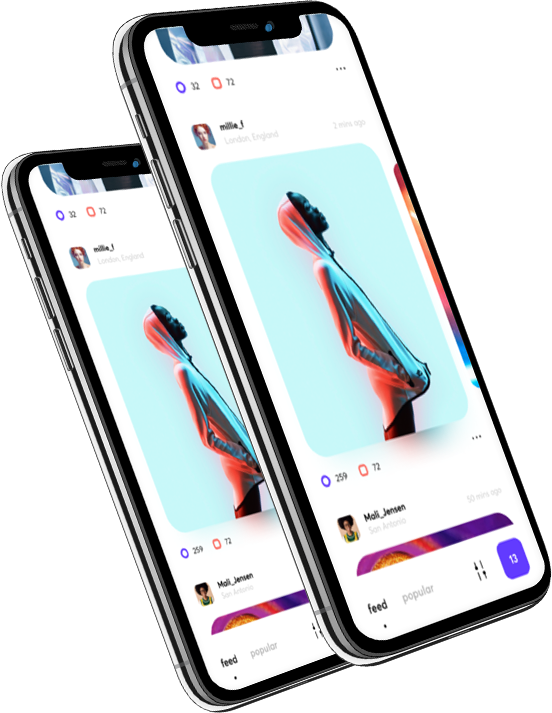 32 72
millie_f
London, England
2 mins ago
259 72
Mali_Jensen
San Antonio
50 mins ago
feed popular
13
32 72
millie_f
London, England
259 72
Mali_Jensen
San Antonio
feed popular